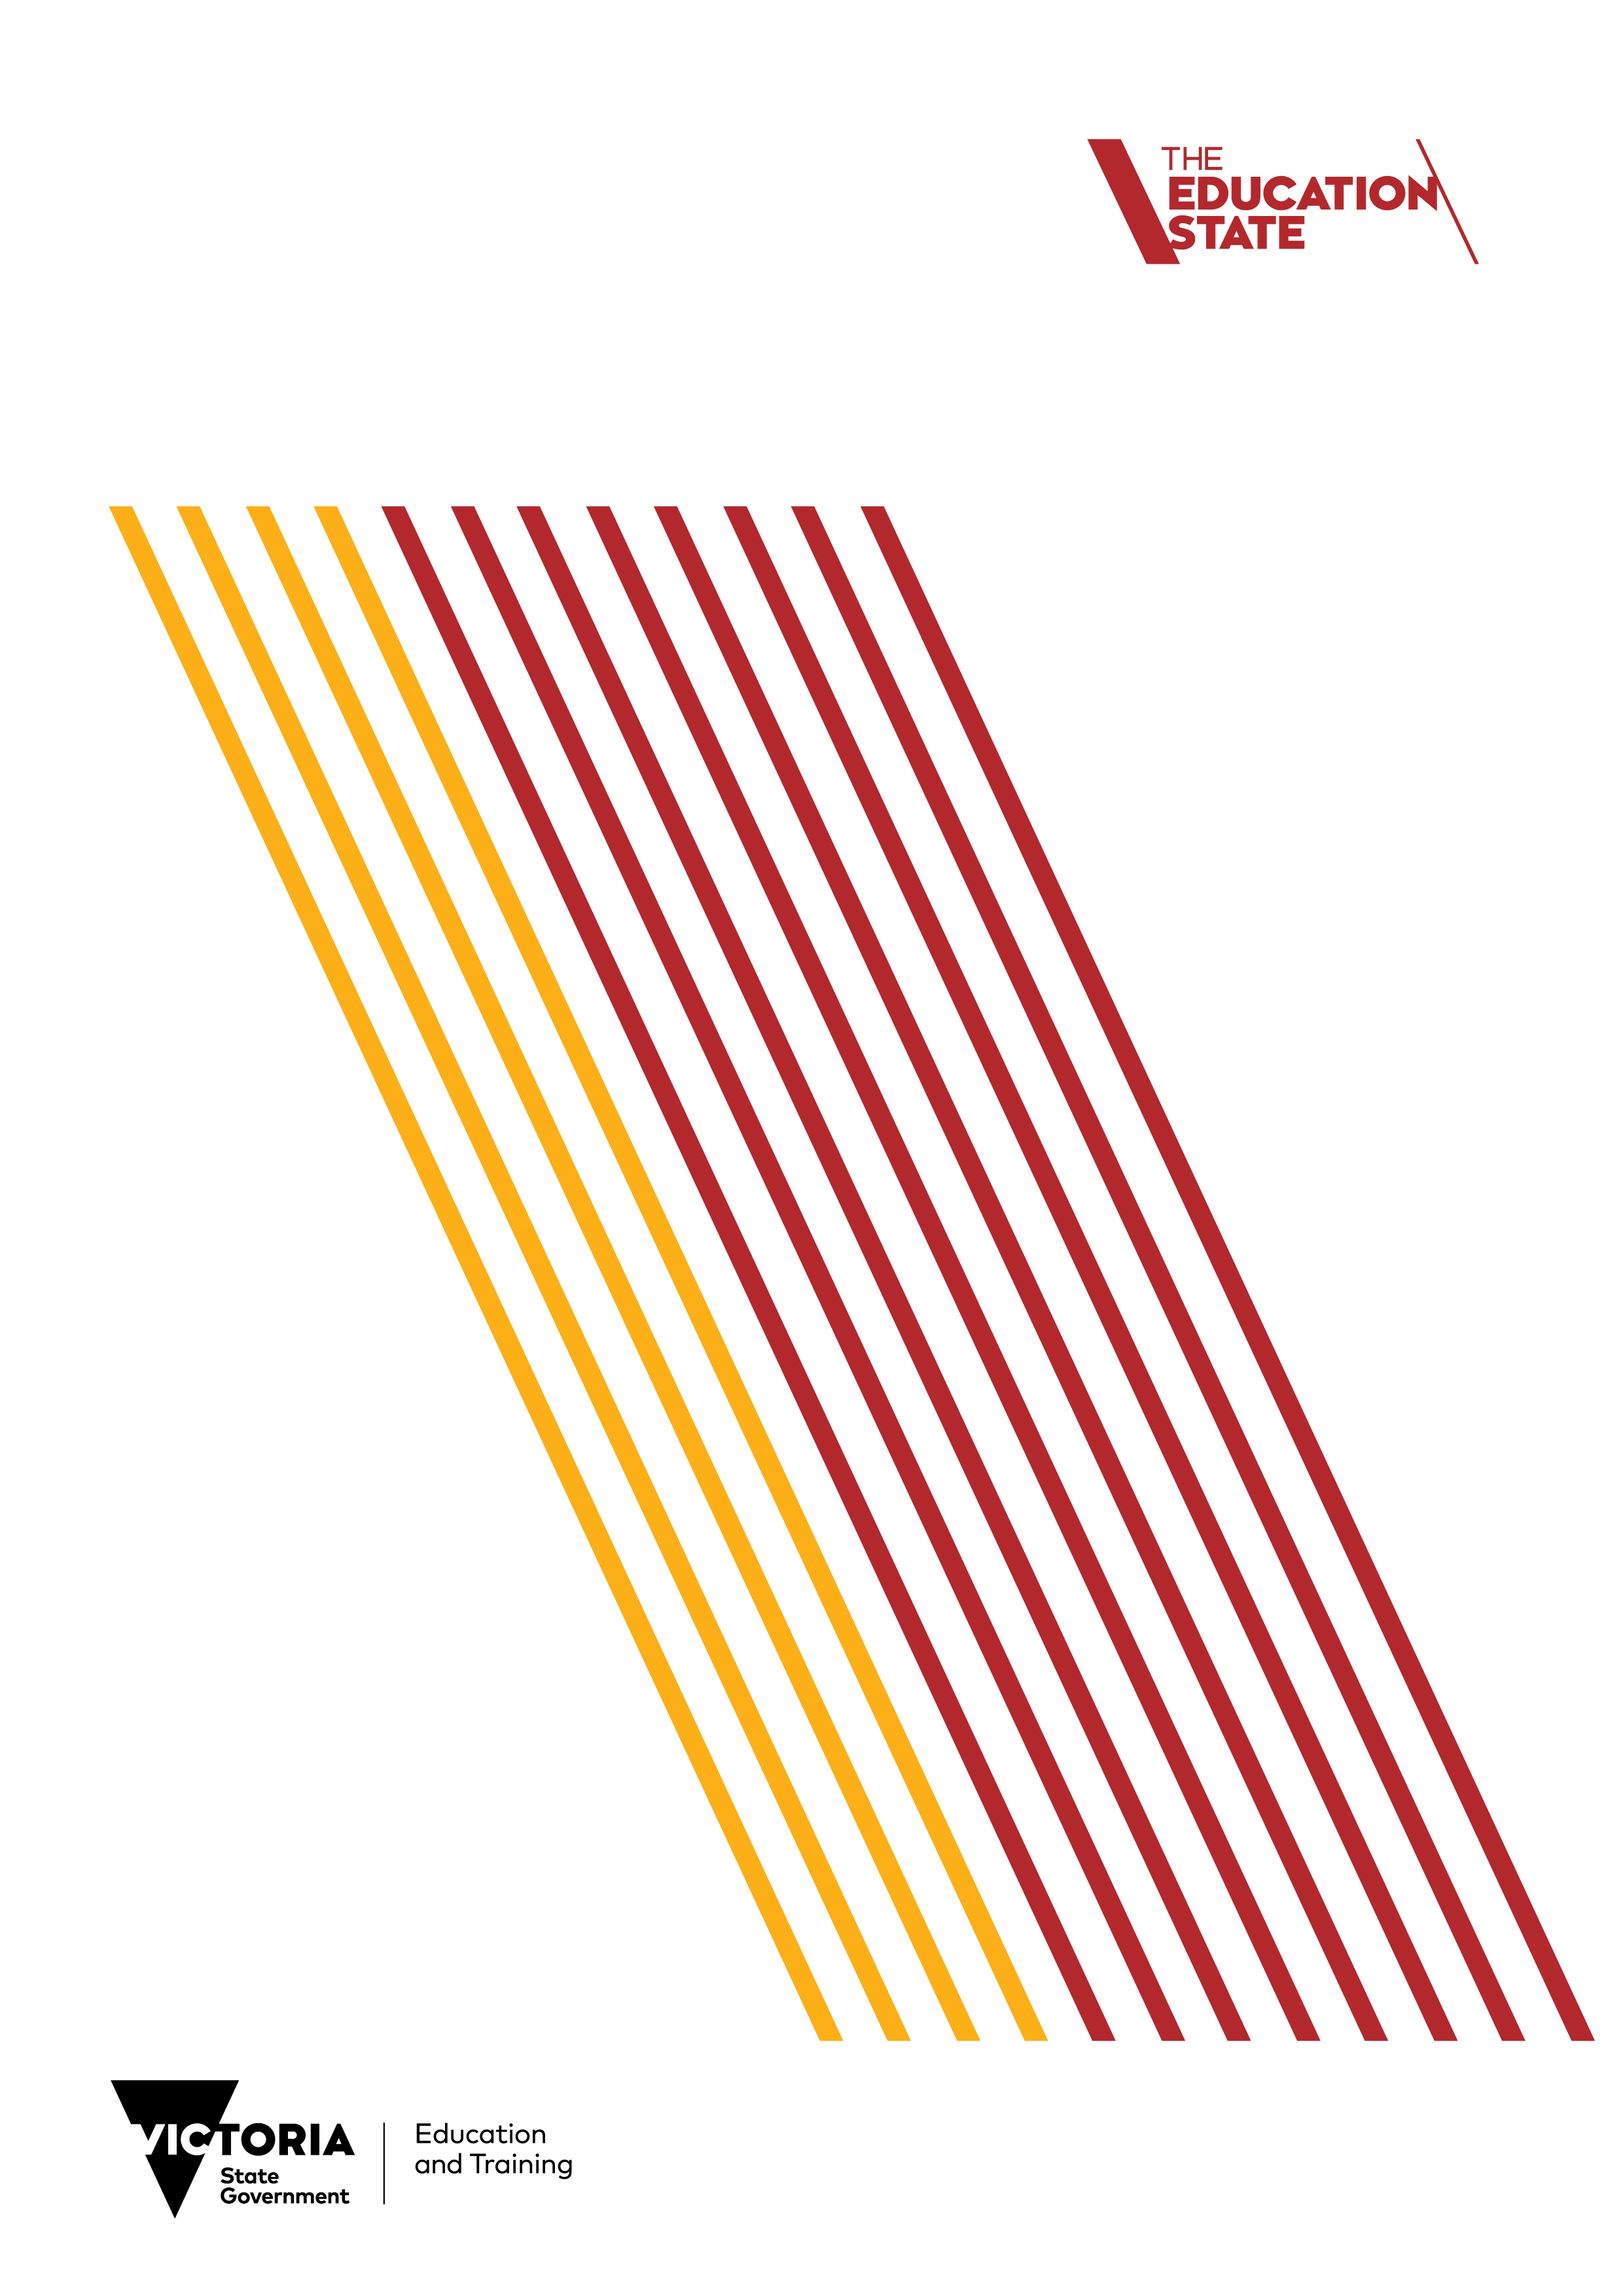 THE
EDUCATION
STATE
VICTORIA
State
Government
Education
and Training